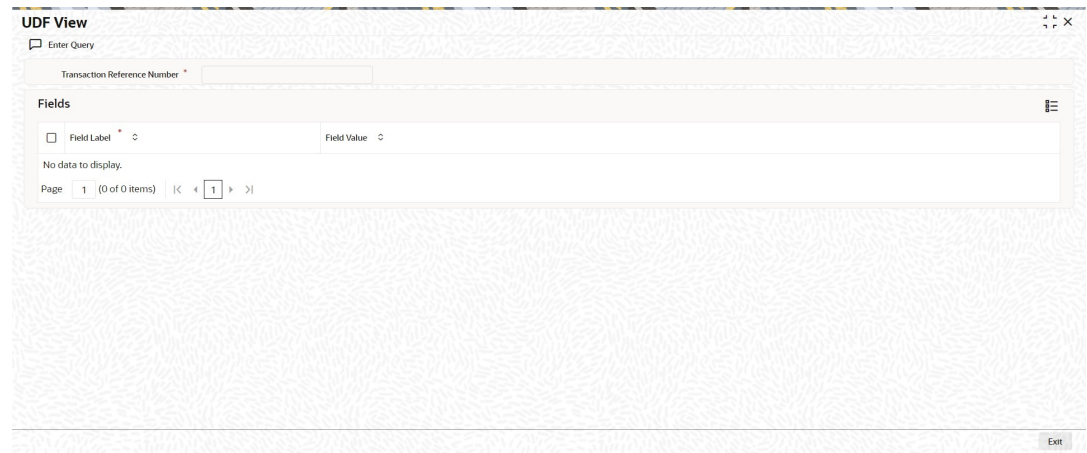 UDF View
Enter Query
Transaction Reference Number *
Fields
Field Label * Field Value
No data to display.
Page 1 (0 of 0 items) 1
Exit